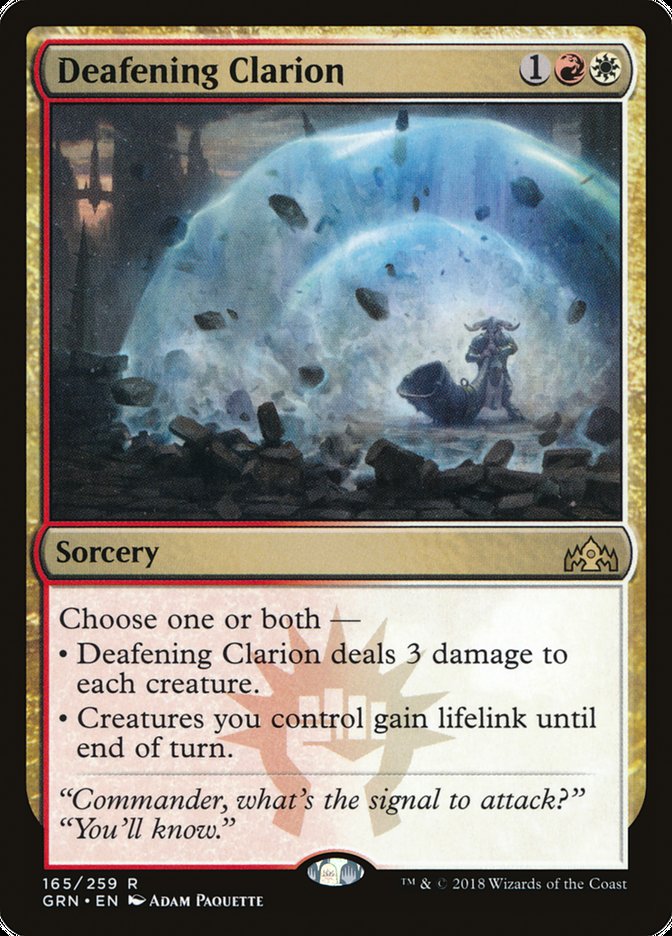 Deafening Clarion 1
Sorcery
Choose one or both —
• Deafening Clarion deals 3 damage to
each creature.
• Creatures you control gain lifelink until
end of turn.
“Commander, what's the signal to attack?”
“You'll know.”
165/259 R
GRN • EN Adam Paquette
™ & © 2018 Wizards of the Coast